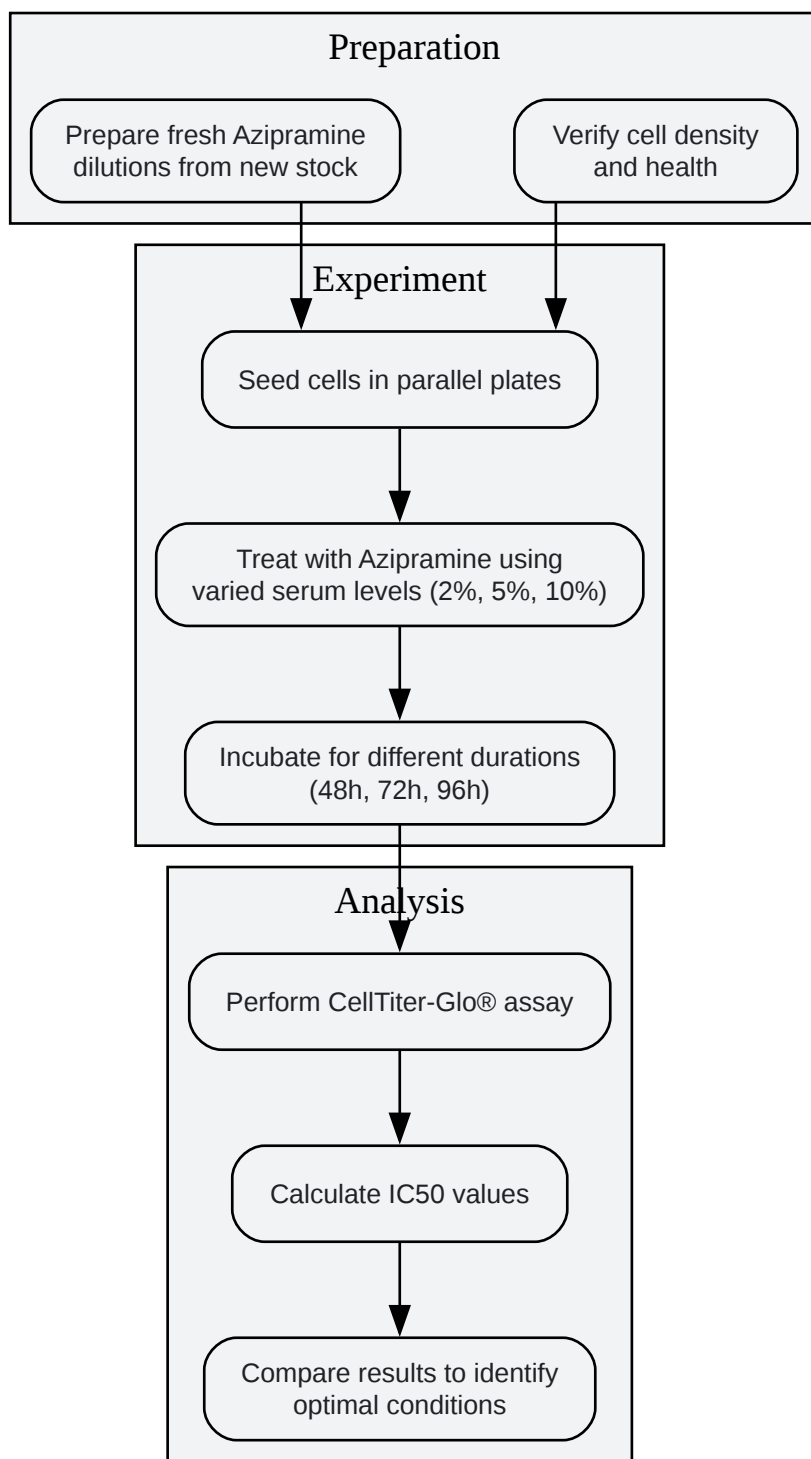 Preparation
Prepare fresh Azipramine
dilutions from new stock
Verify cell density
and health
Experiment
Seed cells in parallel plates
Treat with Azipramine using
varied serum levels (2%, 5%, 10%)
Incubate for different durations
(48h, 72h, 96h)
Analysis
Perform CellTiter-Glo® assay
Calculate IC50 values
Compare results to identify
optimal conditions